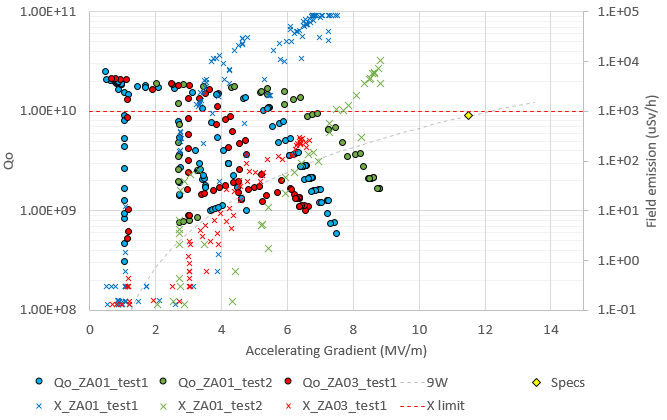 1.00E+11
1.00E+10
1.00E+09
1.00E+08
Qo
1.E+05
1.E+04
1.E+03
1.E+02
1.E+01
1.E+00
1.E-01
Field emission (uSv/h)
0 2 4 6 8 10 12 14
Accelerating Gradient (MV/m)
Qo_ZA01_test1 Qo_ZA01_test2 Qo_ZA03_test1 9W Specs
X_ZA01_test1 X_ZA01_test2 X_ZA03_test1 X limit